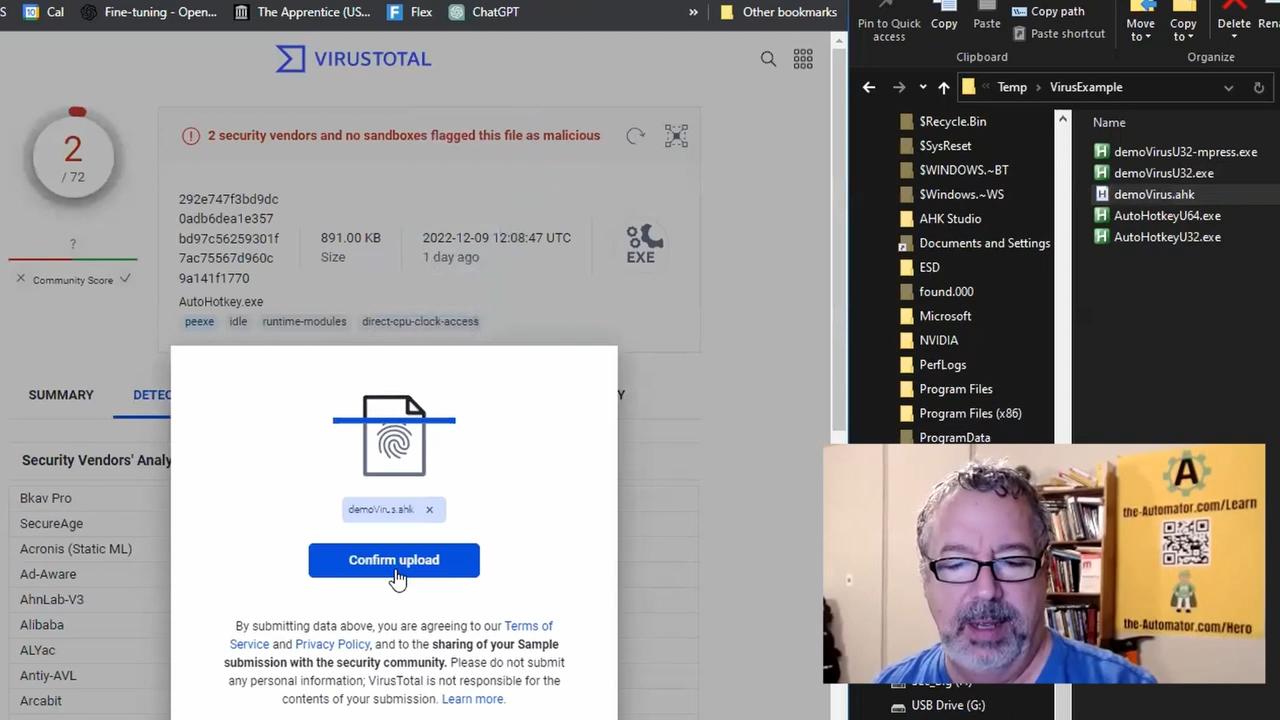 S
Cal
Fine-tuning - Open...
The Apprentice (US...
Flex
ChatGPT
»
Other bookmarks
VIRUSTOTAL
2
/ 72
?
Community Score
2 security vendors and no sandboxes flagged this file as malicious
292e747f3bd9dc
0adb6dea1e357
bd97c56259301f
7ac75567d960c
9a141f1770
AutoHotkey.exe
891.00 KB
Size
2022-12-09 12:08:47 UTC
1 day ago
EXE
peexe
idle
runtime-modules
direct-cpu-clock-access
SUMMARY
DETEC
Y
Security Vendors' Analy
Bkav Pro
SecureAge
Acronis (Static ML)
Ad-Aware
AhnLab-V3
Alibaba
ALYac
Antiy-AVL
Arcabit
demoVirus.ahk
Confirm upload
By submitting data above, you are agreeing to our Terms of
Service and Privacy Policy, and to the sharing of your Sample
submission with the security community. Please do not submit
any personal information; VirusTotal is not responsible for the
contents of your submission. Learn more.
Pin to Quick
access
Copy
Paste
Copy path
Paste shortcut
Move
to
Copy
to
Delete
Rena
Clipboard
Organize
Temp
VirusExample
$Recycle.Bin
$SysReset
$WINDOWS.~BT
$Windows.~WS
AHK Studio
Documents and Settings
ESD
found.000
Microsoft
NVIDIA
PerfLogs
Program Files
Program Files (x86)
ProgramData
USB Drive (G:)
Name
demoVirusU32-mpress.exe
demoVirusU32.exe
demoVirus.ahk
AutoHotkeyU64.exe
AutoHotkeyU32.exe
A
the-Automator.com/Learn
the-Automator.com/Hero